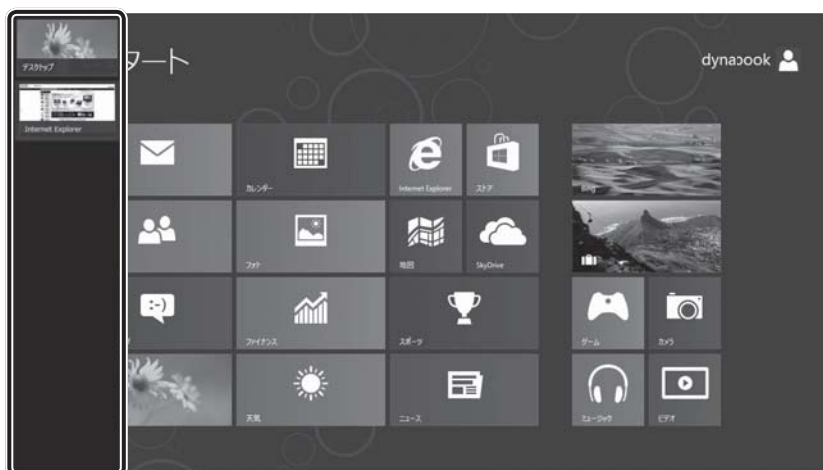 デスクトップ
Internet Explorer
タート
dynabook
カレンダー
Internet Explorer
ストア
Bing
フォト
地図
SkyDrive
ファイナンス
スポーツ
ゲーム
カメラ
天気
ニュース
ミュージック
ビデオ